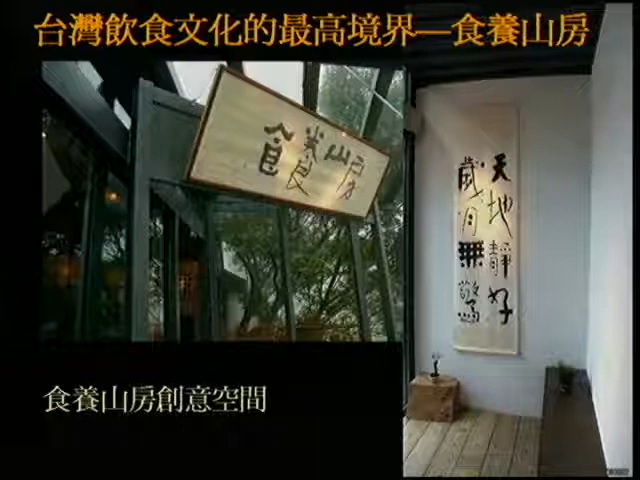 台灣飲食文化的最高境界—食養山房
食養山房
天地靜好
歲月無驚
食養山房創意空間